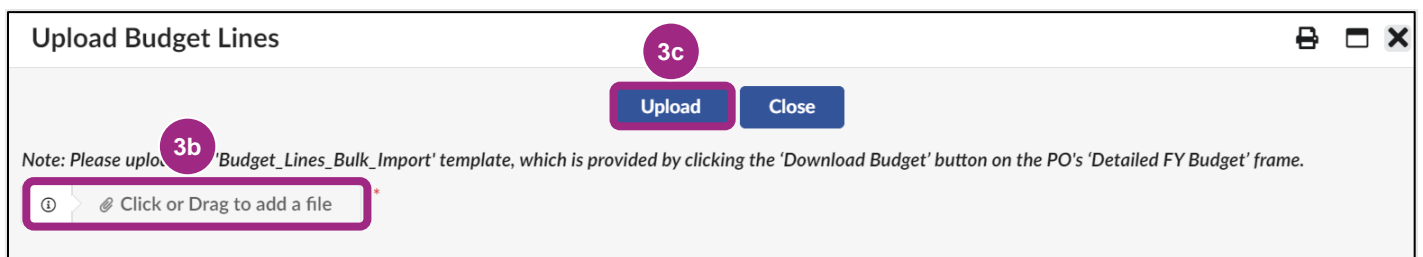 Upload Budget Lines
3c
Upload Close
3b
Note: Please uplo 'Budget_Lines_Bulk_Import' template, which is provided by clicking the ‘Download Budget’ button on the PO's ‘Detailed FY Budget’ frame.
Click or Drag to add a file *